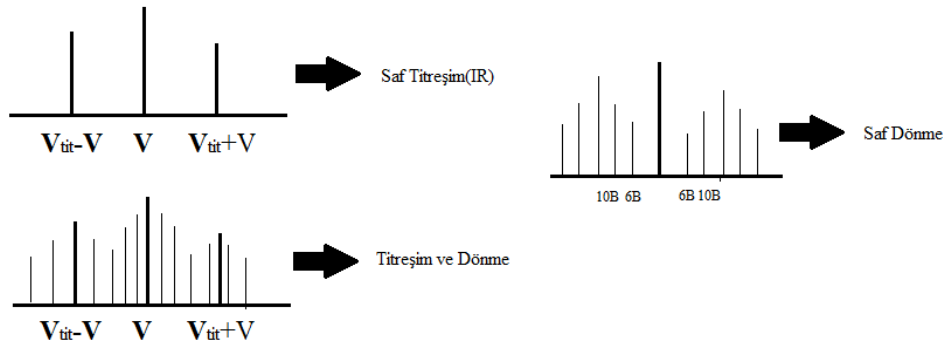 Saf Titreşim(IR)
Vtit-V V Vtit+V
Saf Dönme
10B 6B 6B 10B
Titreşim ve Dönme
Vtit-V V Vtit+V